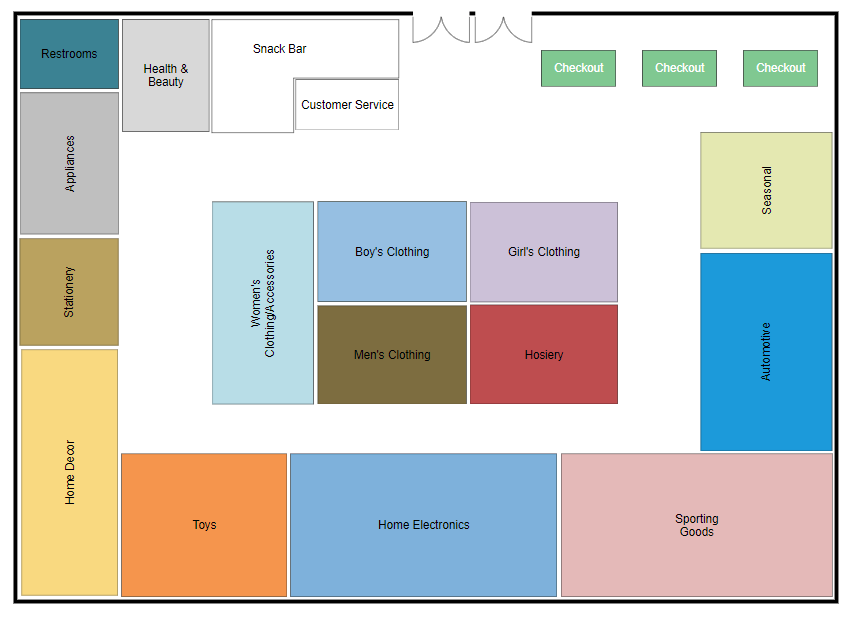 Restrooms
Health &
Beauty
Snack Bar
Customer Service
Checkout
Checkout
Checkout
Appliances
Seasonal
Stationery
Women's
Clothing/Accessories
Boy's Clothing
Girl's Clothing
Men's Clothing
Hosiery
Automotive
Home Decor
Toys
Home Electronics
Sporting
Goods